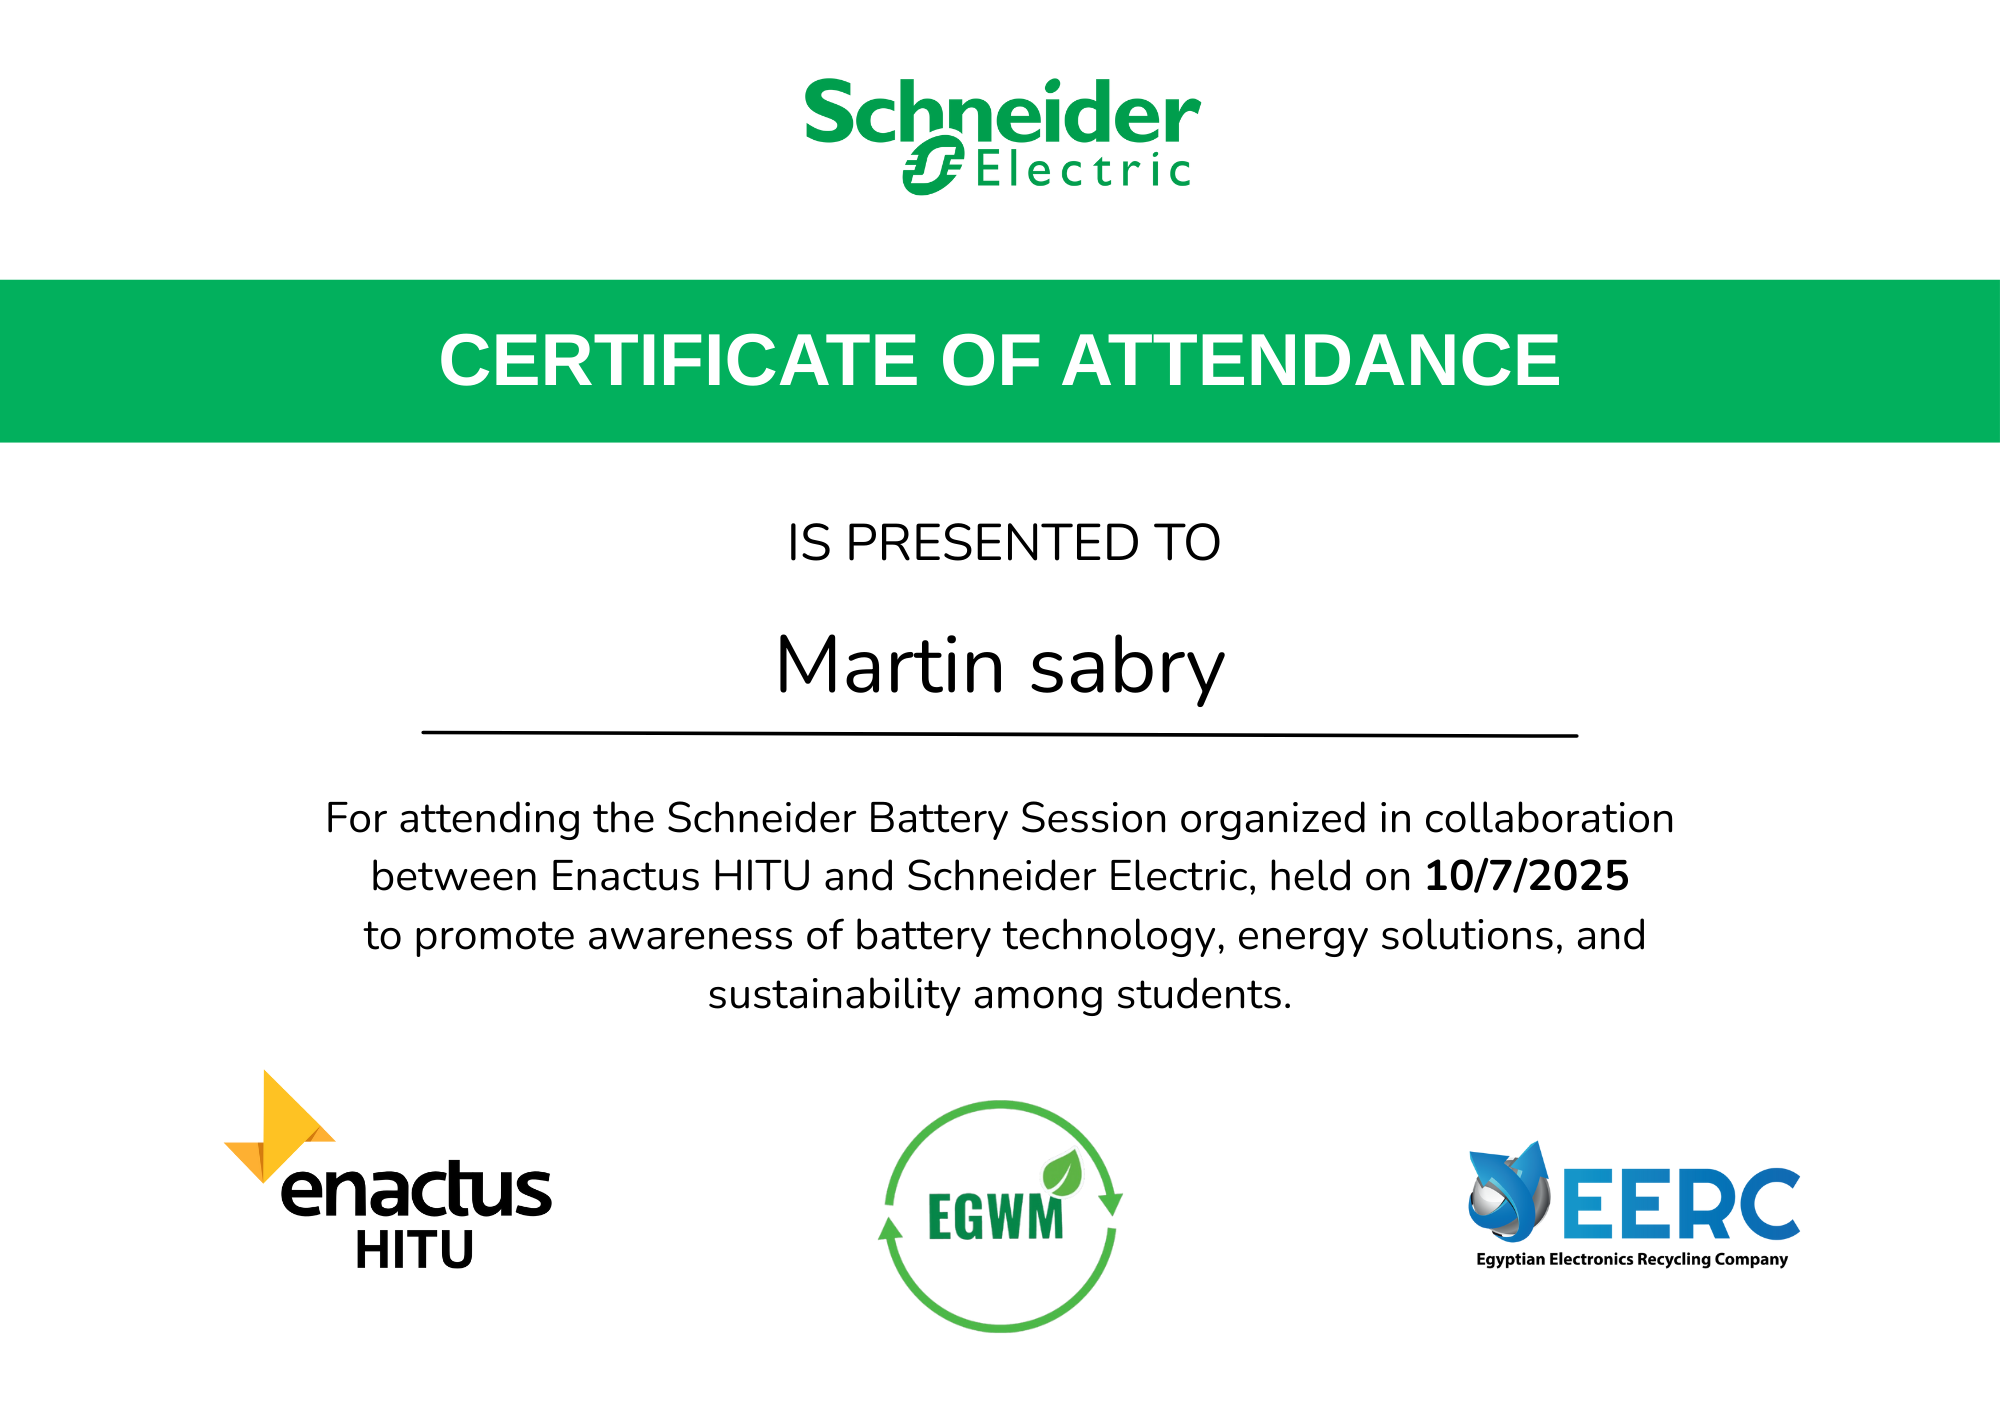 Schneider
Electric
CERTIFICATE OF ATTENDANCE
IS PRESENTED TO
Martin sabry
For attending the Schneider Battery Session organized in collaboration
between Enactus HITU and Schneider Electric, held on 10/7/2025
to promote awareness of battery technology, energy solutions, and
sustainability among students.
enactus
HITU
EGWM
EERC
Egyptian Electronics Recycling Company